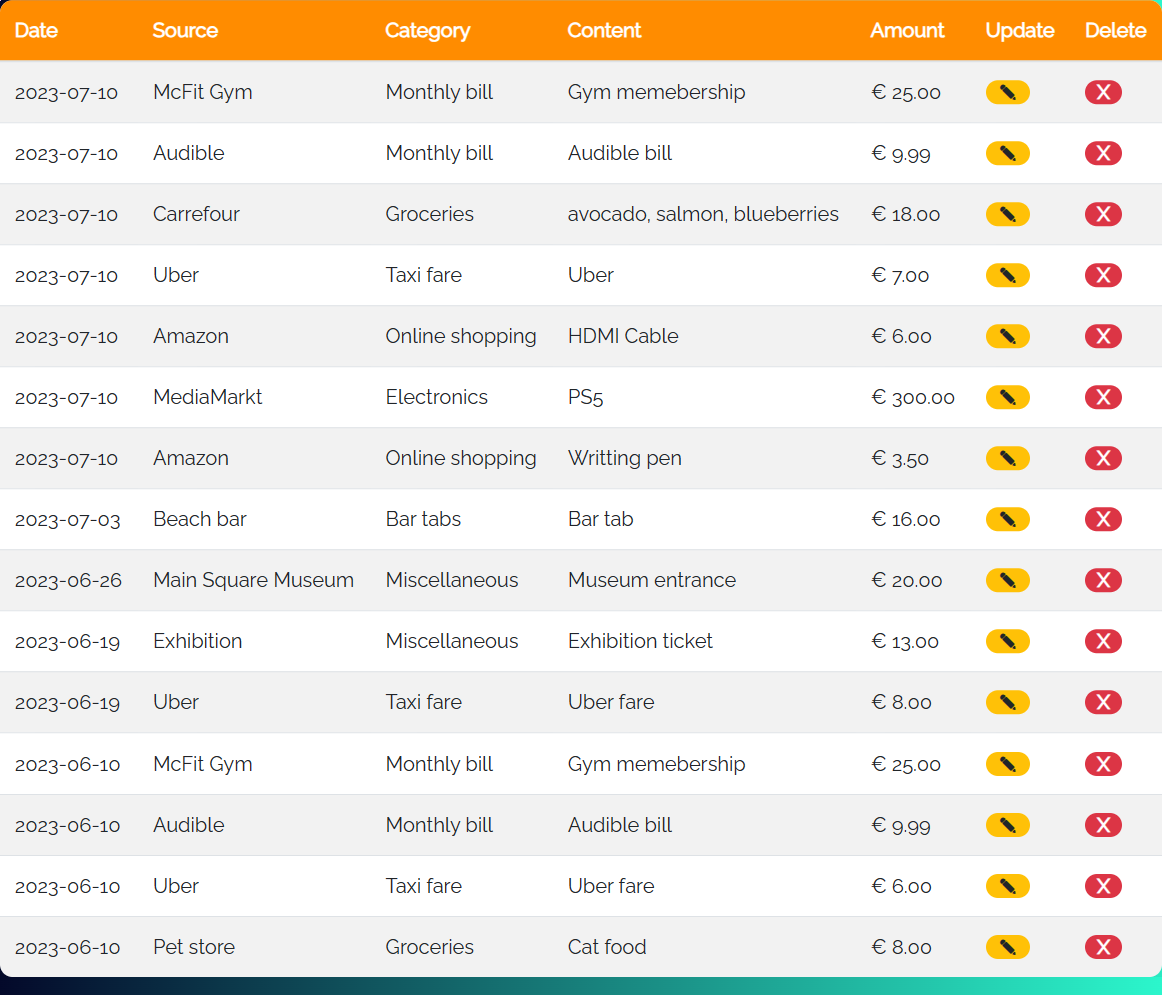 Date Source Category Content Amount Update Delete
2023-07-10 McFit Gym Monthly bill Gym memebership € 25.00 X
2023-07-10 Audible Monthly bill Audible bill € 9.99 X
2023-07-10 Carrefour Groceries avocado, salmon, blueberries € 18.00 X
2023-07-10 Uber Taxi fare Uber € 7.00 X
2023-07-10 Amazon Online shopping HDMI Cable € 6.00 X
2023-07-10 MediaMarkt Electronics PS5 € 300.00 X
2023-07-10 Amazon Online shopping Writting pen € 3.50 X
2023-07-03 Beach bar Bar tabs Bar tab € 16.00 X
2023-06-26 Main Square Museum Miscellaneous Museum entrance € 20.00 X
2023-06-19 Exhibition Miscellaneous Exhibition ticket € 13.00 X
2023-06-19 Uber Taxi fare Uber fare € 8.00 X
2023-06-10 McFit Gym Monthly bill Gym memebership € 25.00 X
2023-06-10 Audible Monthly bill Audible bill € 9.99 X
2023-06-10 Uber Taxi fare Uber fare € 6.00 X
2023-06-10 Pet store Groceries Cat food € 8.00 X